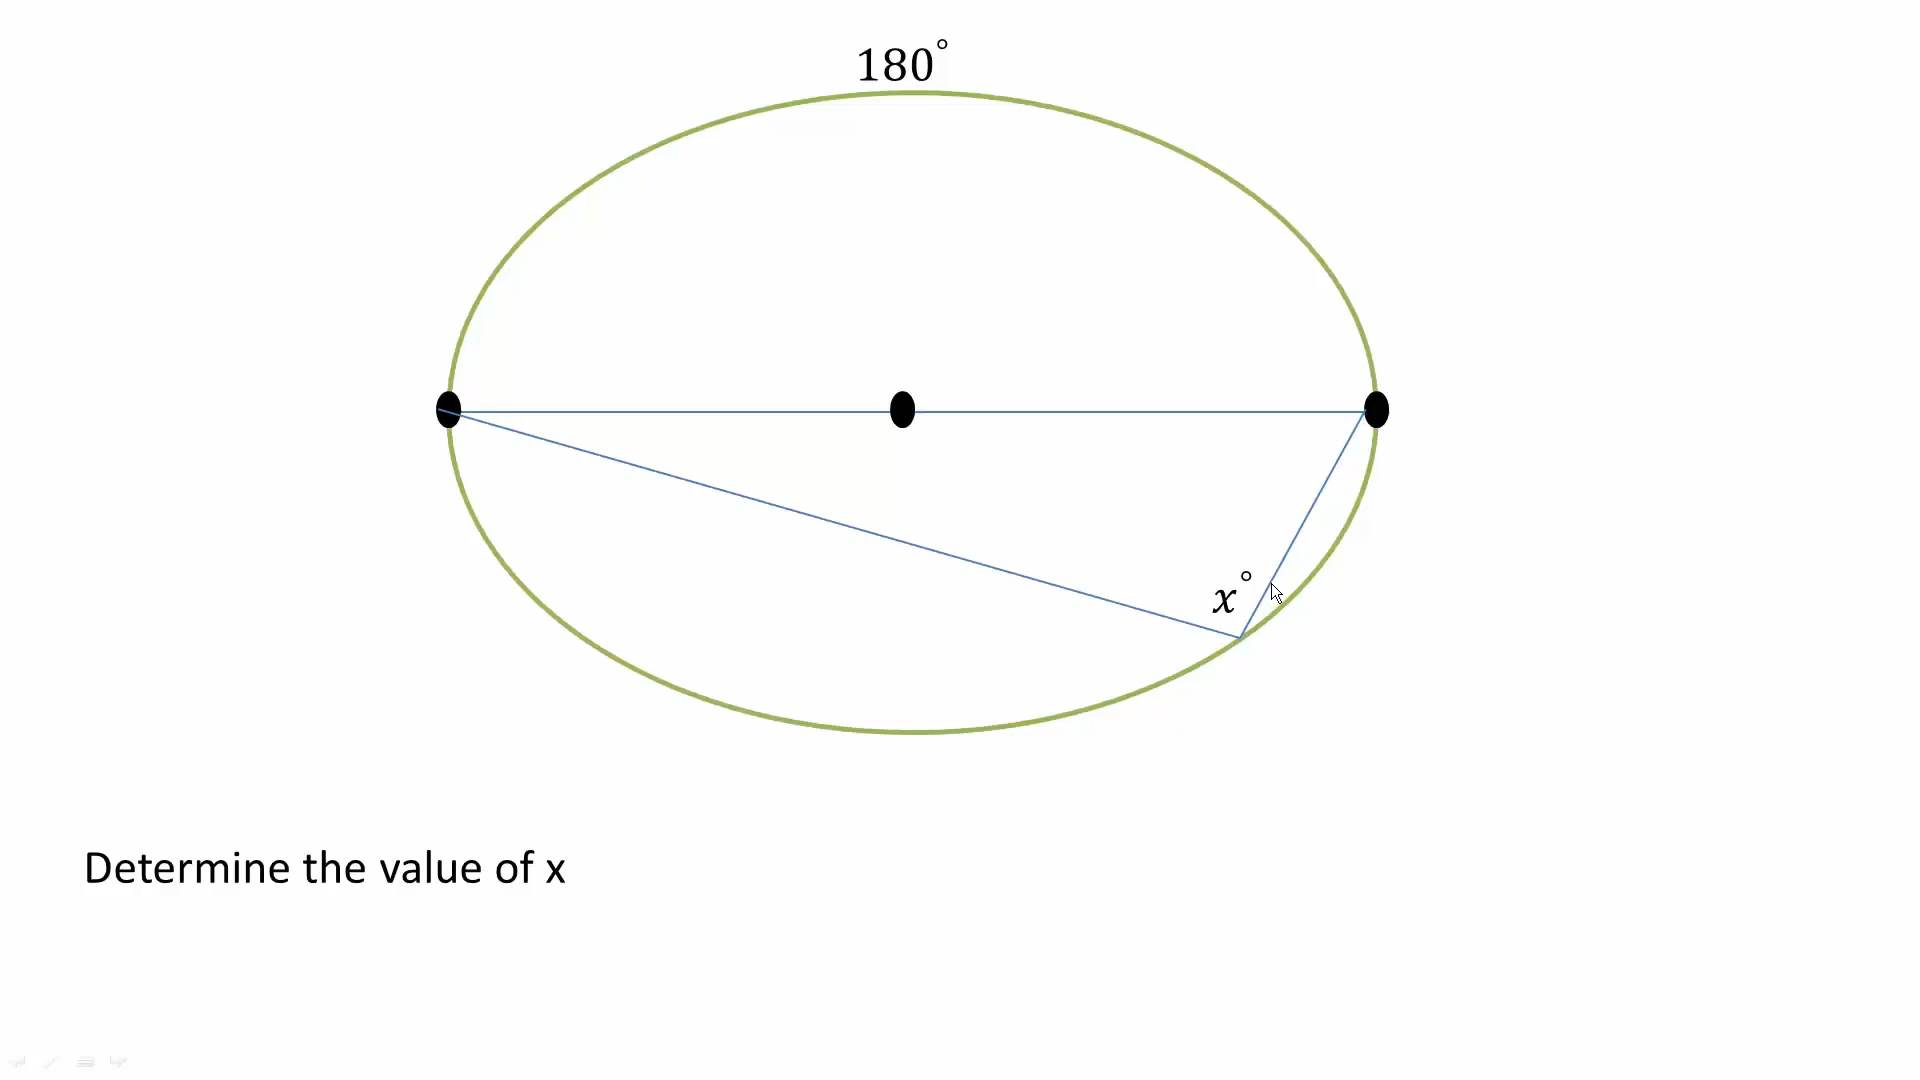 180°
x°
Determine the value of x